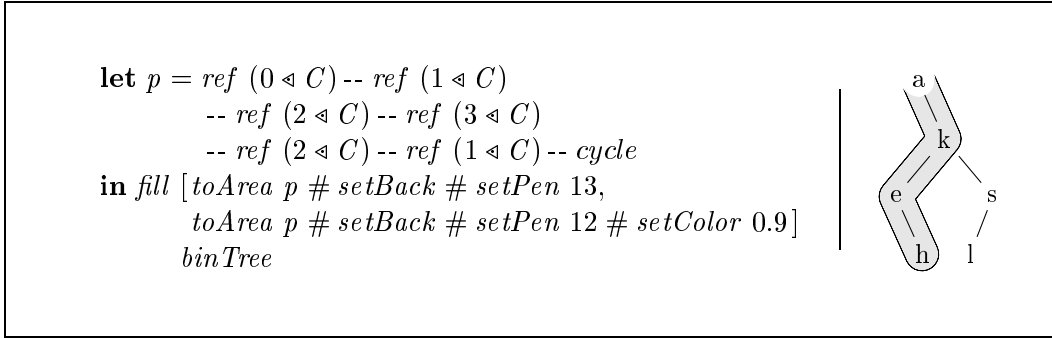 let p = ref (0 ⊲ C) -- ref (1 ⊲ C)
-- ref (2 ⊲ C) -- ref (3 ⊲ C)
-- ref (2 ⊲ C) -- ref (1 ⊲ C) -- cycle
in fill [toArea p # setBack # setPen 13,
toArea p # setBack # setPen 12 # setColor 0.9]
binTree
a
k
e s
h l